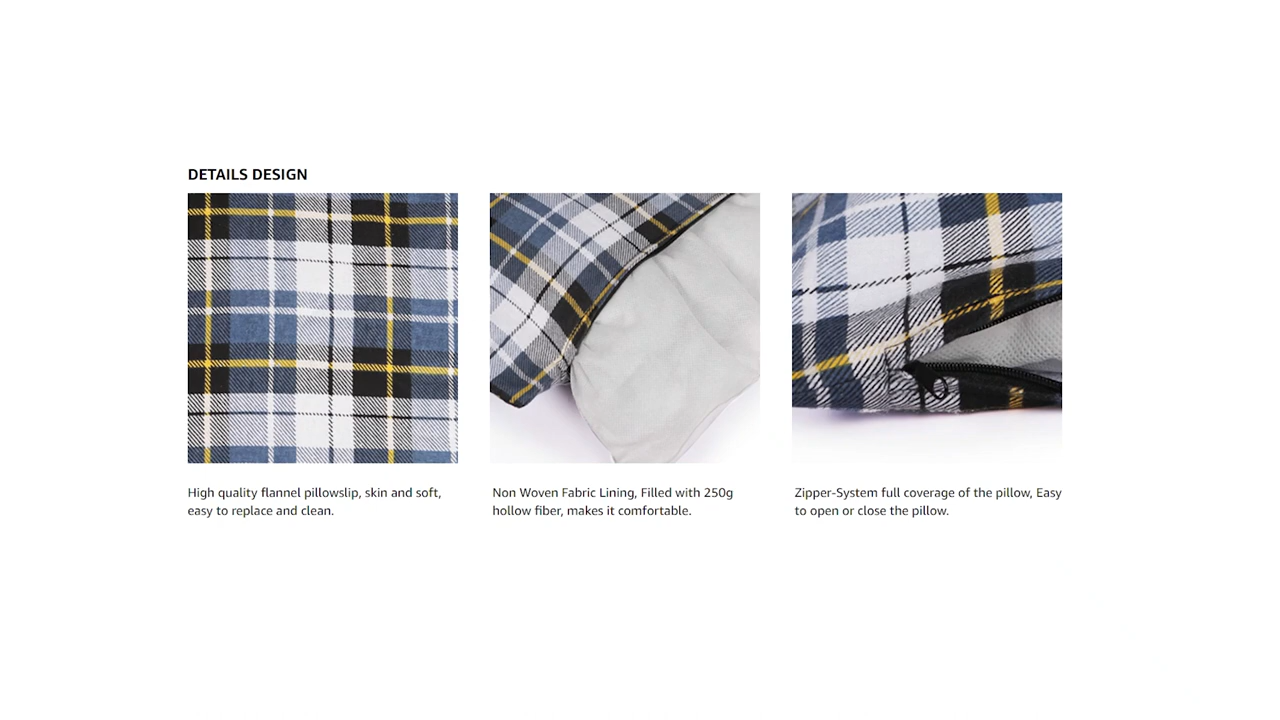 DETAILS DESIGN
High quality flannel pillowslip, skin and soft,
easy to replace and clean.
Non Woven Fabric Lining, Filled with 250g
hollow fiber, makes it comfortable.
Zipper-System full coverage of the pillow, Easy
to open or close the pillow.